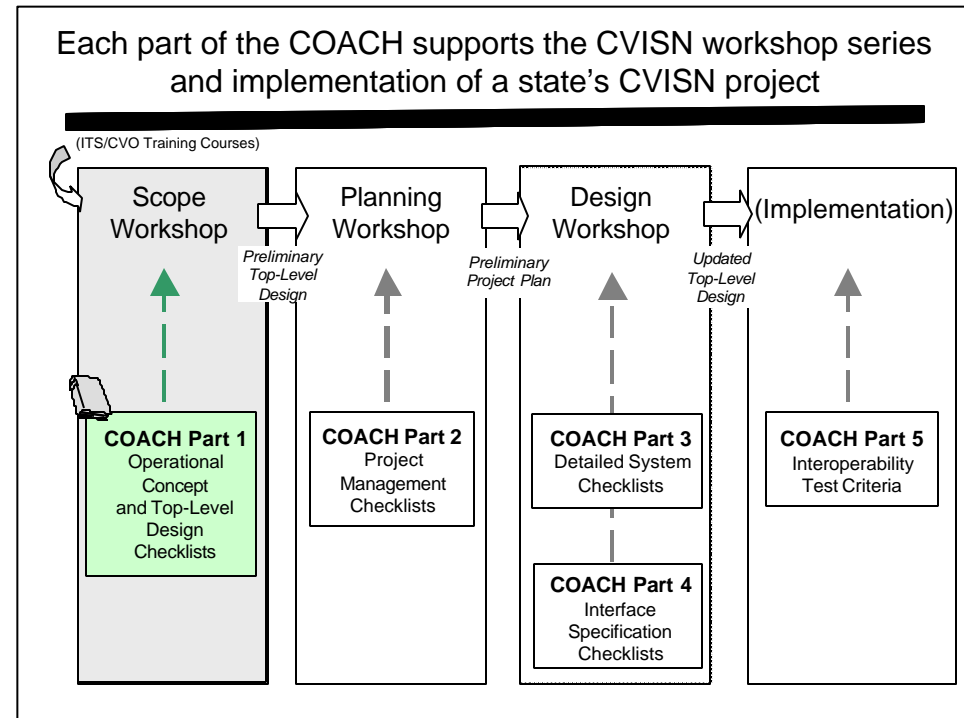 Each part of the COACH supports the CVISN workshop series
and implementation of a state's CVISN project
(ITS/CVO Training Courses)
Scope
Workshop
Preliminary
Top-Level
Design
Planning
Workshop
Preliminary
Project Plan
Design
Workshop
Updated
Top-Level
Design
(Implementation)
COACH Part 1
Operational
Concept
and Top-Level
Design
Checklists
COACH Part 2
Project
Management
Checklists
COACH Part 3
Detailed System
Checklists
COACH Part 4
Interface
Specification
Checklists
COACH Part 5
Interoperability
Test Criteria